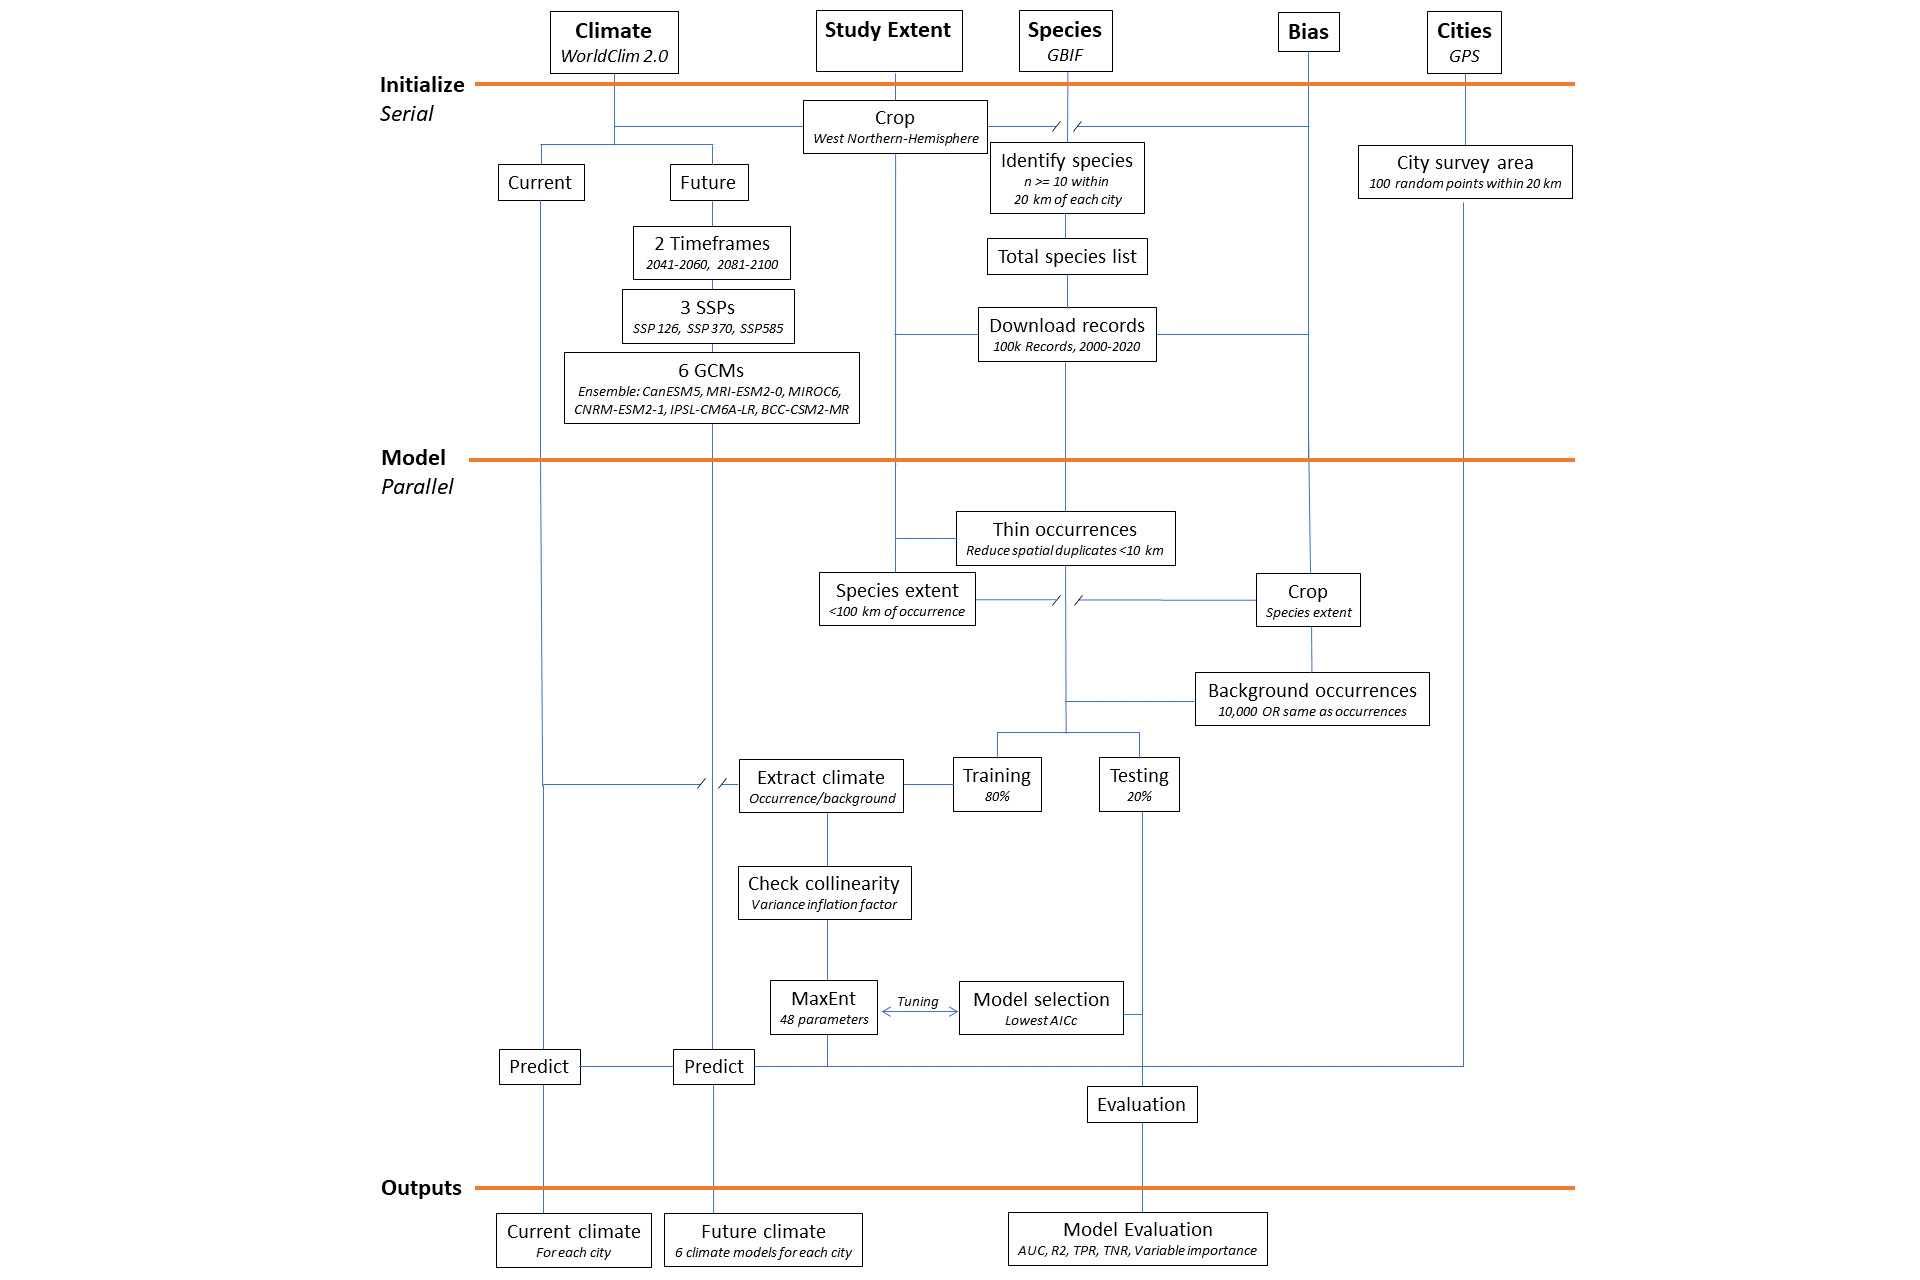 Climate
WorldClim 2.0
Study Extent
Species
GBIF
Bias
Cities
GPS
Initialize
Serial
Crop
West Northern-Hemisphere
Identify species
n >= 10 within
20 km of each city
City survey area
100 random points within 20 km
Current
Future
2 Timeframes
2041-2060, 2081-2100
Total species list
3 SSPs
SSP 126, SSP 370, SSP585
Download records
100k Records, 2000-2020
6 GCMs
Ensemble: CanESM5, MRI-ESM2-0, MIROC6,
CNRM-ESM2-1, IPSL-CM6A-LR, BCC-CSM2-MR
Model
Parallel
Thin occurrences
Reduce spatial duplicates <10 km
Species extent
<100 km of occurrence
Crop
Species extent
Background occurrences
10,000 OR same as occurrences
Extract climate
Occurrence/background
Training
80%
Testing
20%
Check collinearity
Variance inflation factor
MaxEnt
48 parameters
Tuning
Model selection
Lowest AICc
Predict
Predict
Evaluation
Outputs
Current climate
For each city
Future climate
6 climate models for each city
Model Evaluation
AUC, R2, TPR, TNR, Variable importance